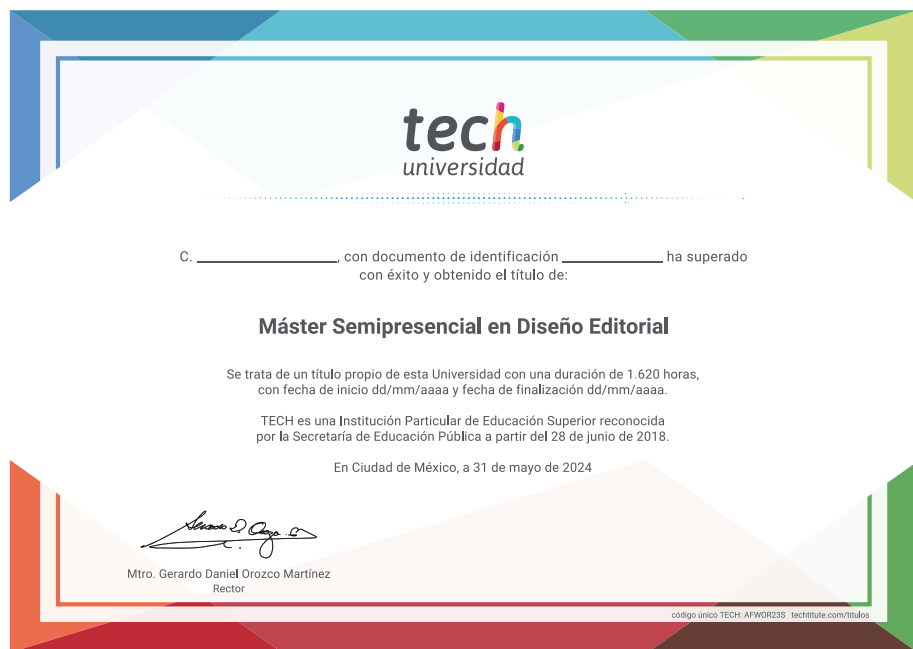 tech
universidad
C. ____________________, con documento de identificación ______________ ha superado
con éxito y obtenido el título de:
Máster Semipresencial en Diseño Editorial
Se trata de un título propio de esta Universidad con una duración de 1.620 horas,
con fecha de inicio dd/mm/aaaa y fecha de finalización dd/mm/aaaa.
TECH es una Institución Particular de Educación Superior reconocida
por la Secretaría de Educación Pública a partir del 28 de junio de 2018.
En Ciudad de México, a 31 de mayo de 2024
Mtro. Gerardo Daniel Orozco Martínez
Rector
código único TECH: AFWOR23S techtitute.com/titulos